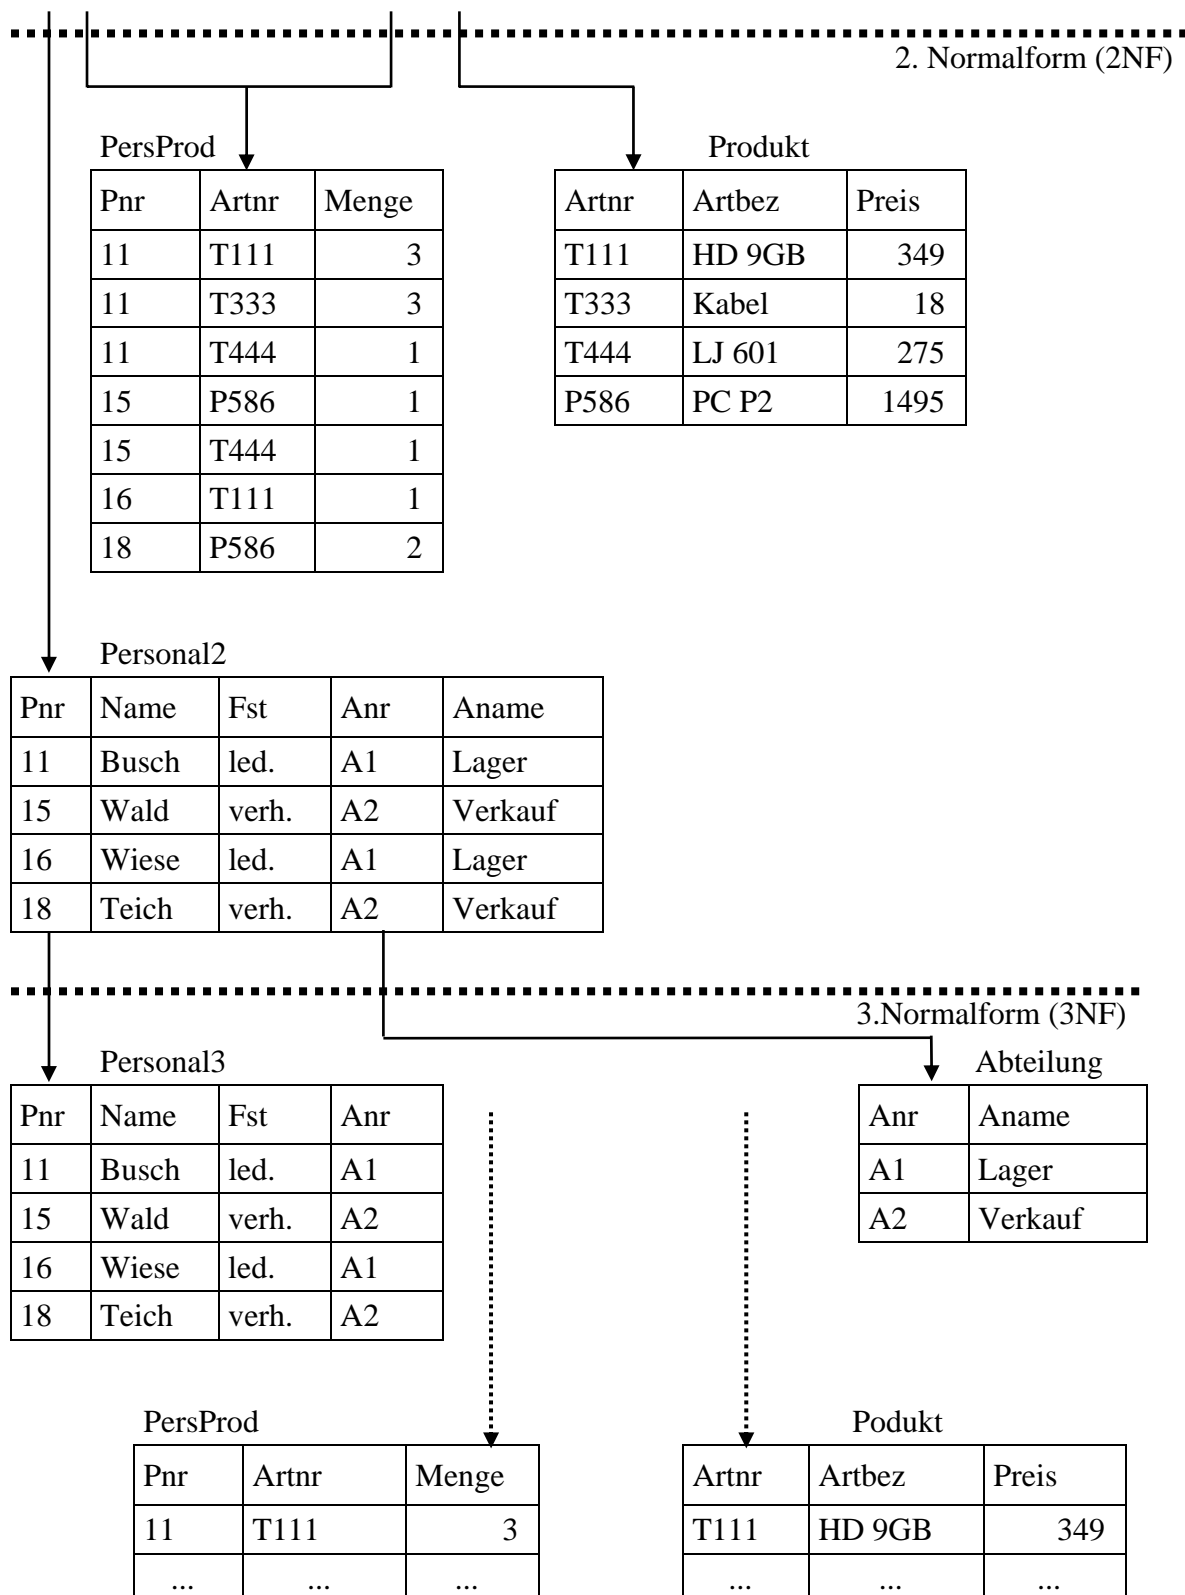 2. Normalform (2NF)
PersProd
Pnr Artnr Menge
11 T111 3
11 T333 3
11 T444 1
15 P586 1
15 T444 1
16 T111 1
18 P586 2
Produkt
Artnr Artbez Preis
T111 HD 9GB 349
T333 Kabel 18
T444 LJ 601 275
P586 PC P2 1495
Personal2
Pnr Name Fst Anr Aname
11 Busch led. A1 Lager
15 Wald verh. A2 Verkauf
16 Wiese led. A1 Lager
18 Teich verh. A2 Verkauf
3.Normalform (3NF)
Personal3
Pnr Name Fst Anr
11 Busch led. A1
15 Wald verh. A2
16 Wiese led. A1
18 Teich verh. A2
Abteilung
Anr Aname
A1 Lager
A2 Verkauf
PersProd
Pnr Artnr Menge
11 T111 3
... ... ...
Podukt
Artnr Artbez Preis
T111 HD 9GB 349
... ... ...